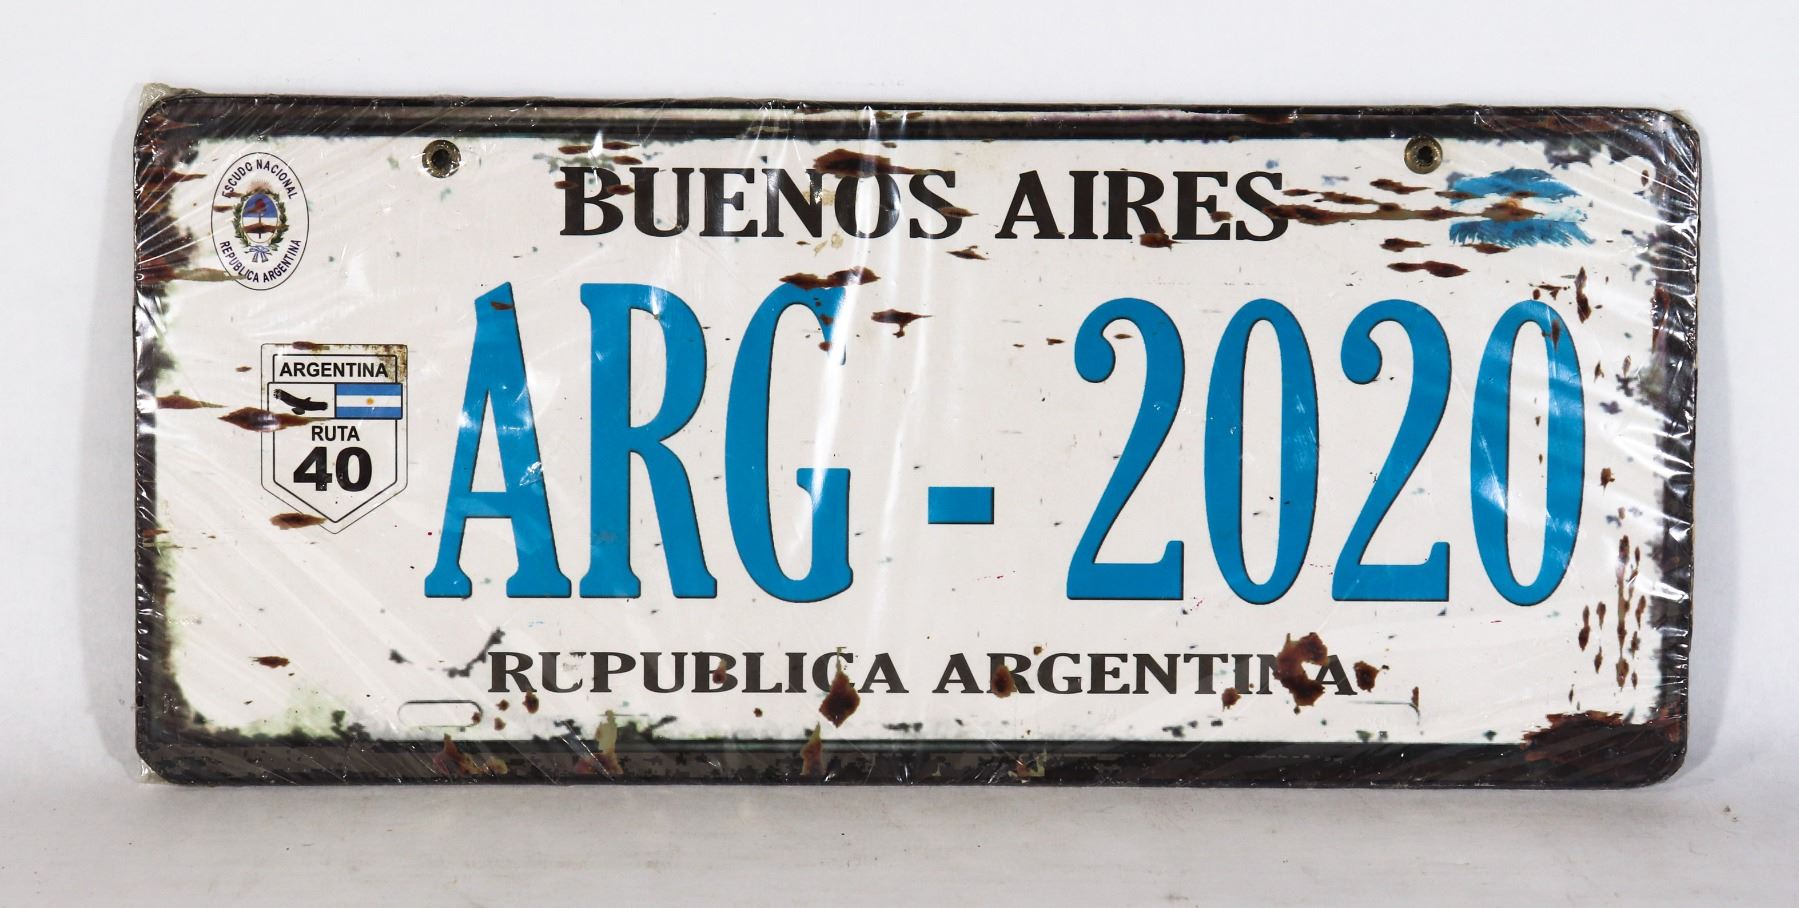 ESCUDO NACIONAL
REPUBLICA ARGENTINA
BUENOS AIRES
ARGENTINA
RUTA
40
ARG - 2020
RUPUBLICA ARGENTINA